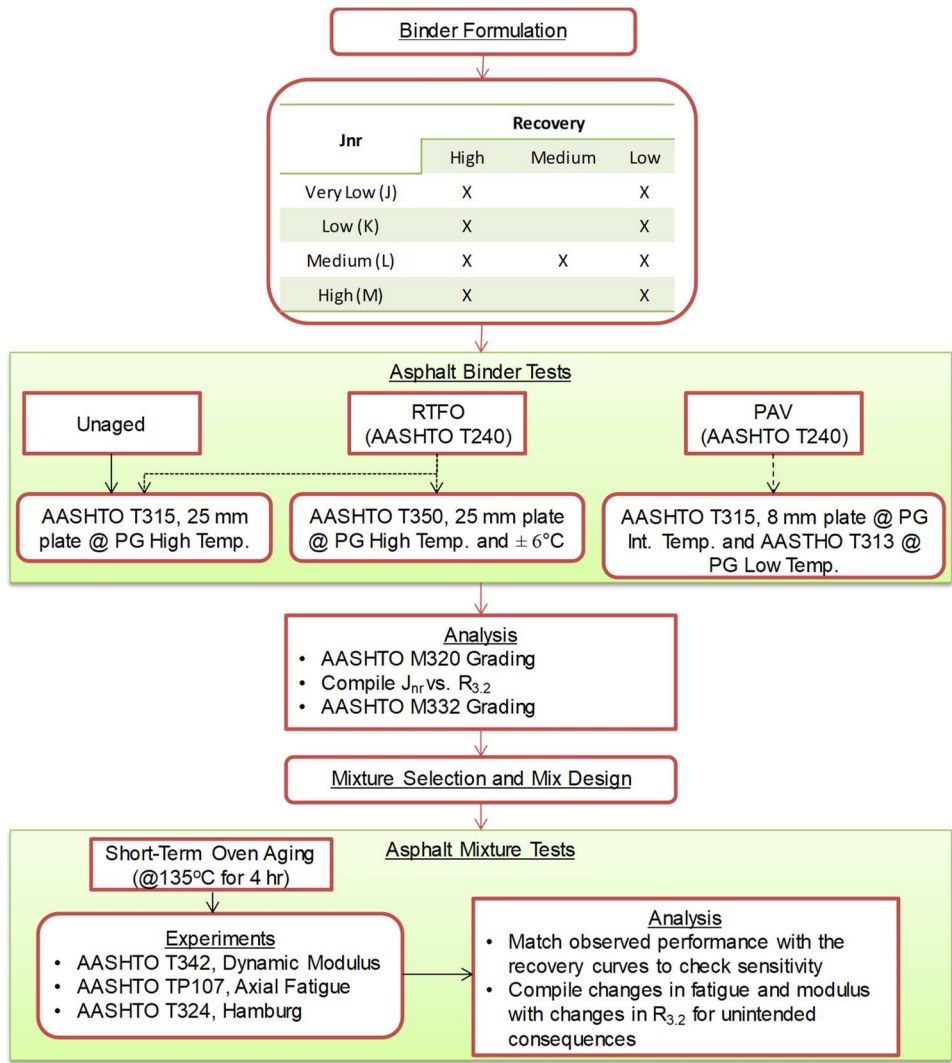 Binder Formulation
Jnr
Recovery
High Medium Low
Very Low (J) X X
Low (K) X X
Medium (L) X X X
High (M) X X
Asphalt Binder Tests
Unaged
RTFO
(AASHTO T240)
PAV
(AASHTO T240)
AASHTO T315, 25 mm
plate @ PG High Temp.
AASHTO T350, 25 mm plate
@ PG High Temp. and ± 6°C
AASHTO T315, 8 mm plate @ PG
Int. Temp. and AASTHO T313 @
PG Low Temp.
Analysis
• AASHTO M320 Grading
• Compile Jnr vs. R3.2
• AASHTO M332 Grading
Mixture Selection and Mix Design
Asphalt Mixture Tests
Short-Term Oven Aging
(@135°C for 4 hr)
Experiments
• AASHTO T342, Dynamic Modulus
• AASHTO TP107, Axial Fatigue
• AASHTO T324, Hamburg
Analysis
• Match observed performance with the
recovery curves to check sensitivity
• Compile changes in fatigue and modulus
with changes in R3.2 for unintended
consequences